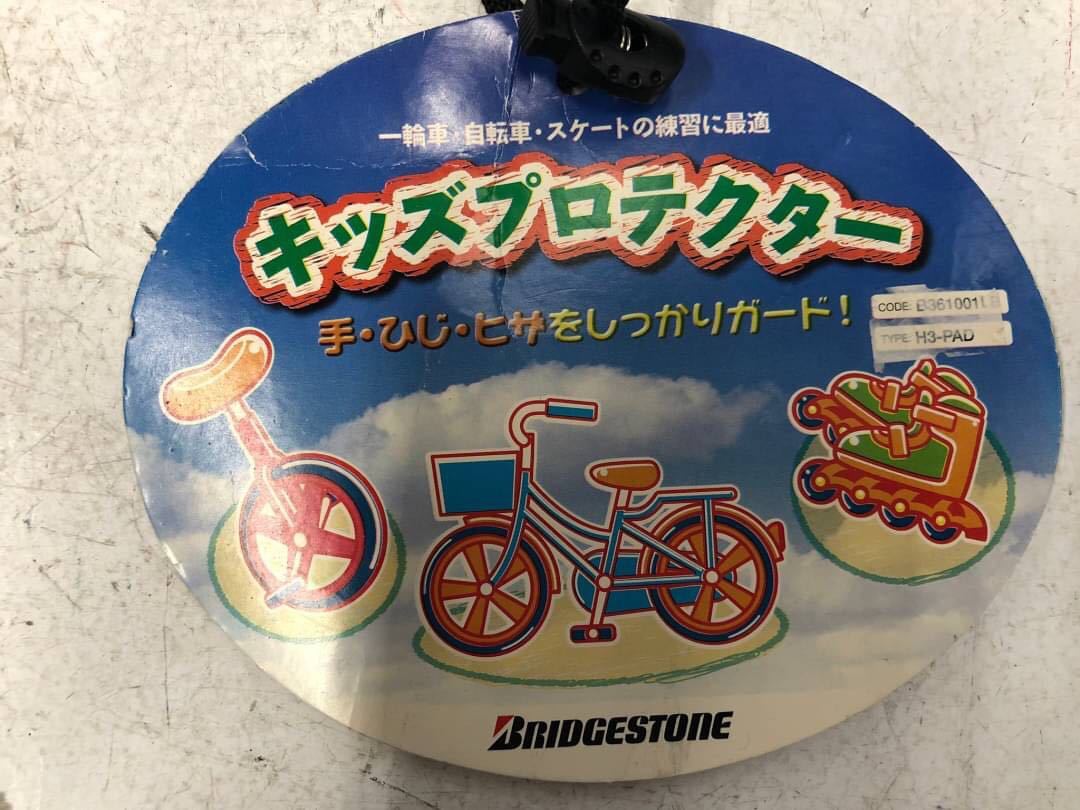 一輪車・自転車・スケートの練習に最適
キッズプロテクター
手・ひじ・ヒザをしっかりガード!
CODE: B361001LB
TYPE: H3-PAD
BRIDGESTONE